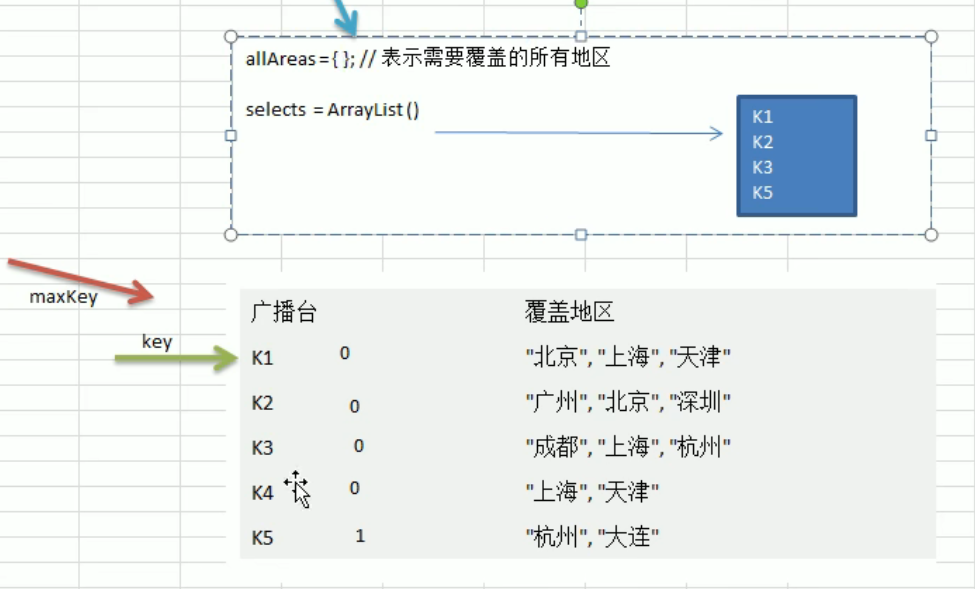 allAreas={ }; // 表示需要覆盖的所有地区
selects = ArrayList()
K1
K2
K3
K5
maxKey
key
广播台 覆盖地区
K1 0 "北京","上海","天津"
K2 0 "广州","北京","深圳"
K3 0 "成都","上海","杭州"
K4 0 "上海","天津"
K5 1 "杭州","大连"